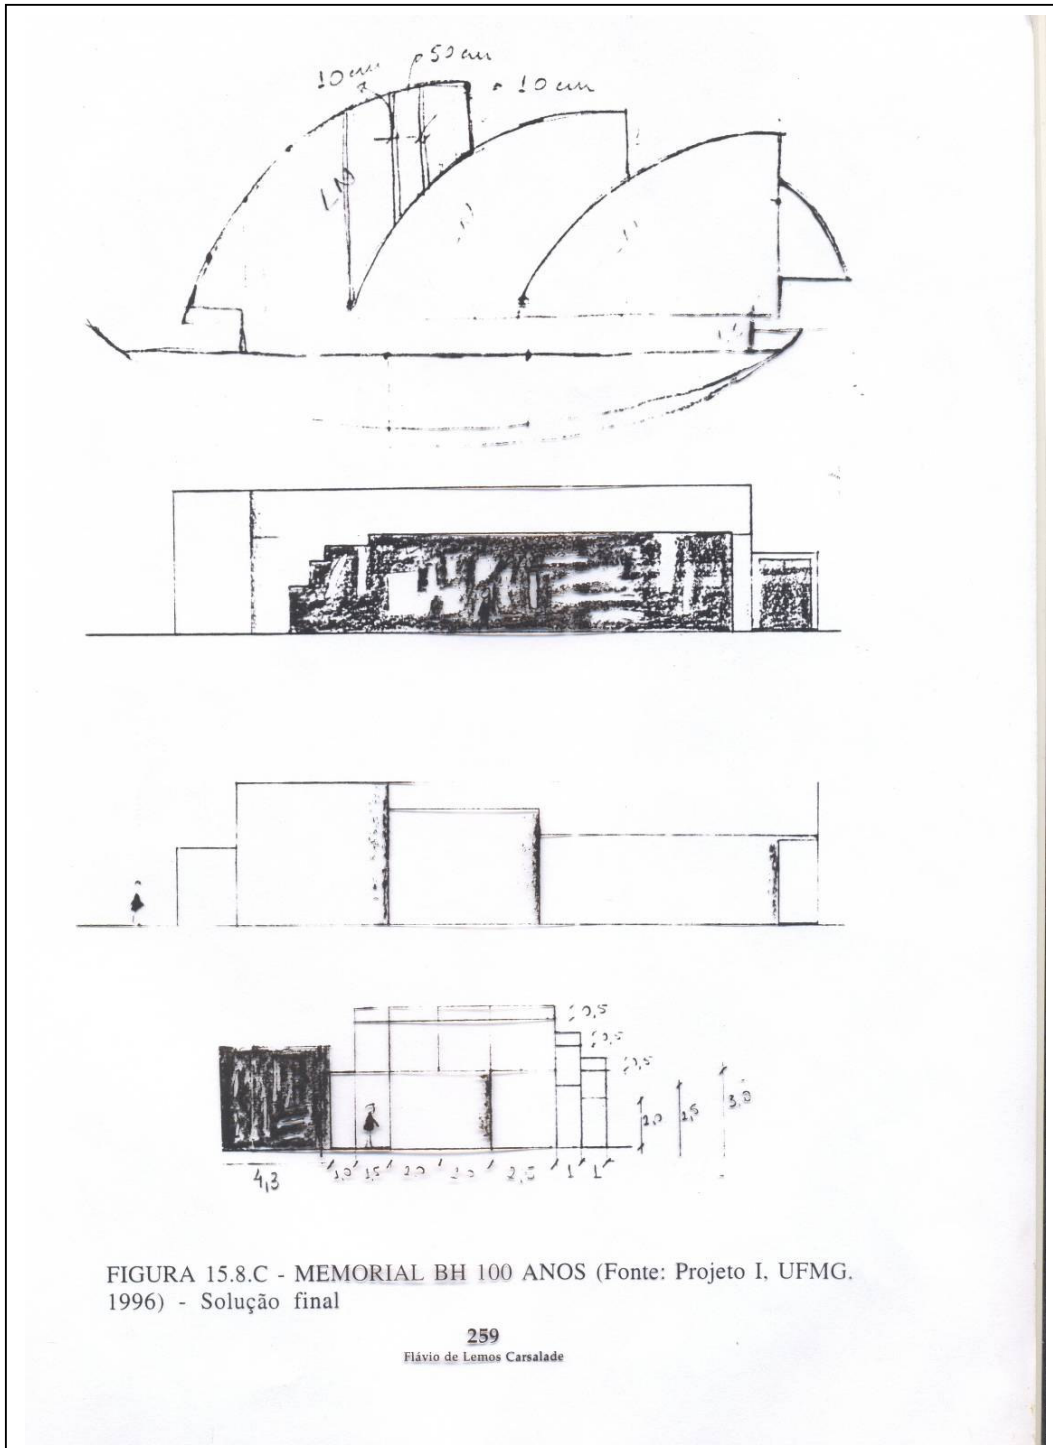 10 cm
50 cm
10 cm
0,5
0,5
0,5
2,0
2,5
3,0
4,3
1,0 1,5 2,0 2,0 2,5 1 1
FIGURA 15.8.C - MEMORIAL BH 100 ANOS (Fonte: Projeto I, UFMG.
1996) - Solução final
259
Flávio de Lemos Carsalade